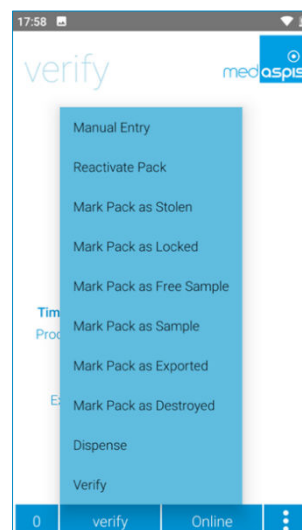 17:58
verify
medaspis
Manual Entry
Reactivate Pack
Mark Pack as Stolen
Mark Pack as Locked
Mark Pack as Free Sample
Mark Pack as Sample
Tim
Proc
Mark Pack as Exported
E
Mark Pack as Destroyed
Dispense
Verify
0 verify Online